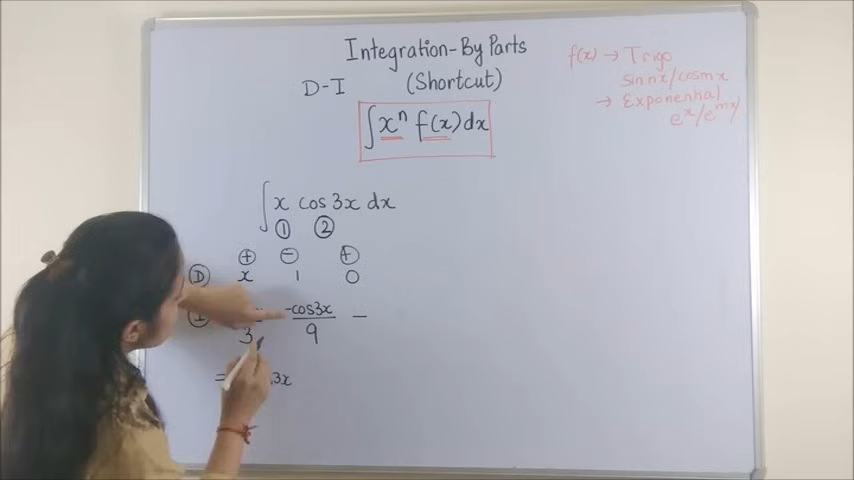 Integration-By Parts
D-I (Shortcut)
∫ xⁿ f(x) dx
f(x) → Trigo
sin nx/cos mx
→ Exponential
eˣ/eᵐˣ/
∫ x cos 3x dx
① ②
⊕ ⊖ ⊕
Ⓓ x 1 0
-cos3x/9 -
3
= 3x